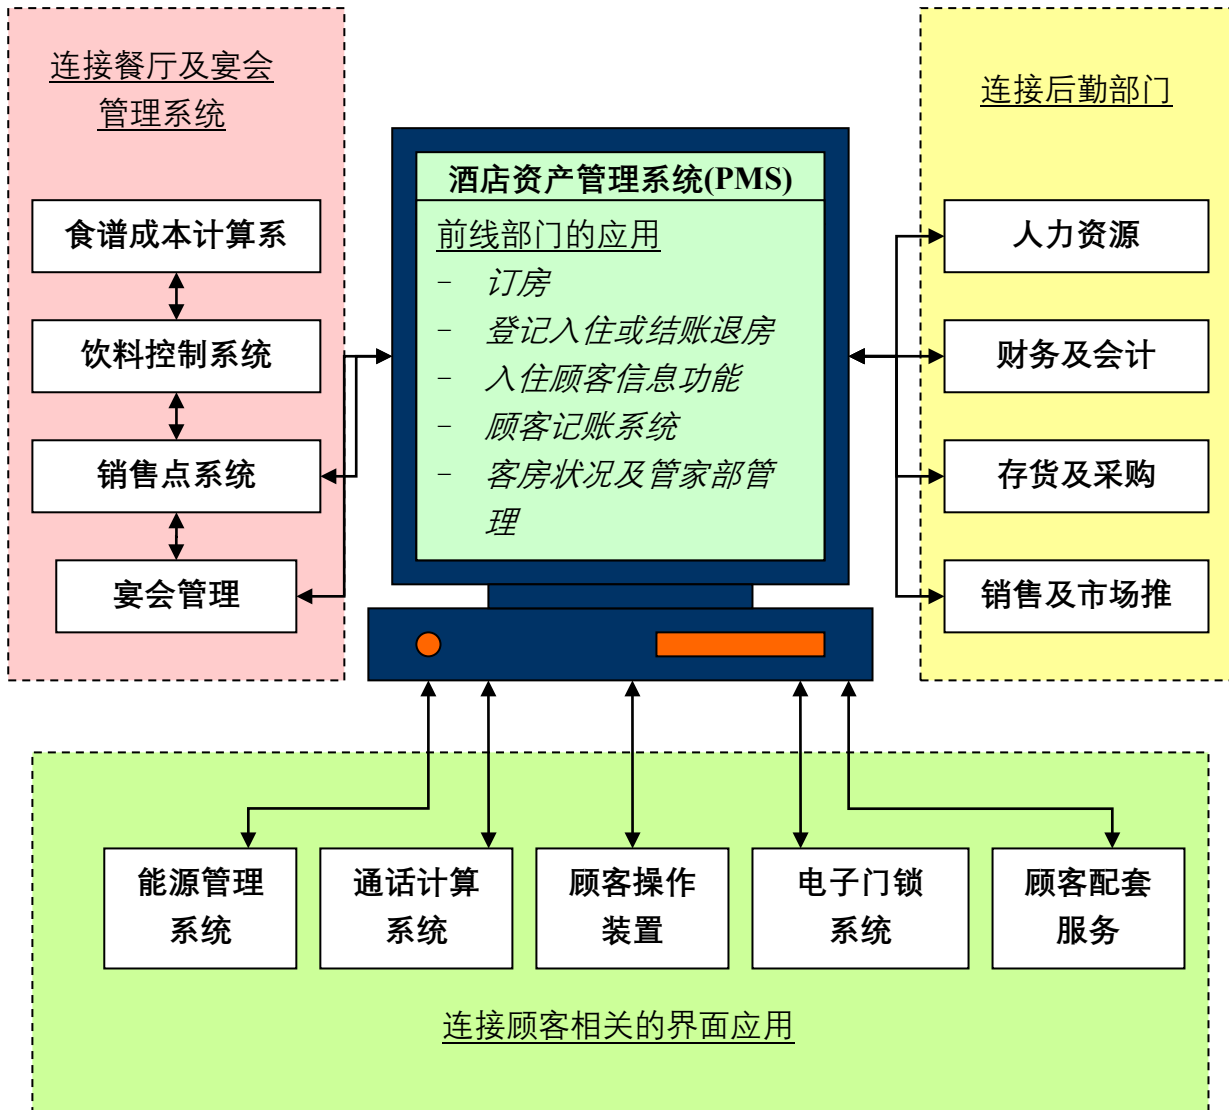 连接餐厅及宴会
管理系统
食谱成本计算系
饮料控制系统
销售点系统
宴会管理
酒店资产管理系统(PMS)
前线部门的应用
- 订房
- 登记入住或结账退房
- 入住顾客信息功能
- 顾客记账系统
- 客房状况及管家部管
理
连接后勤部门
人力资源
财务及会计
存货及采购
销售及市场推
能源管理
系统
通话计算
系统
顾客操作
装置
电子门锁
系统
顾客配套
服务
连接顾客相关的界面应用